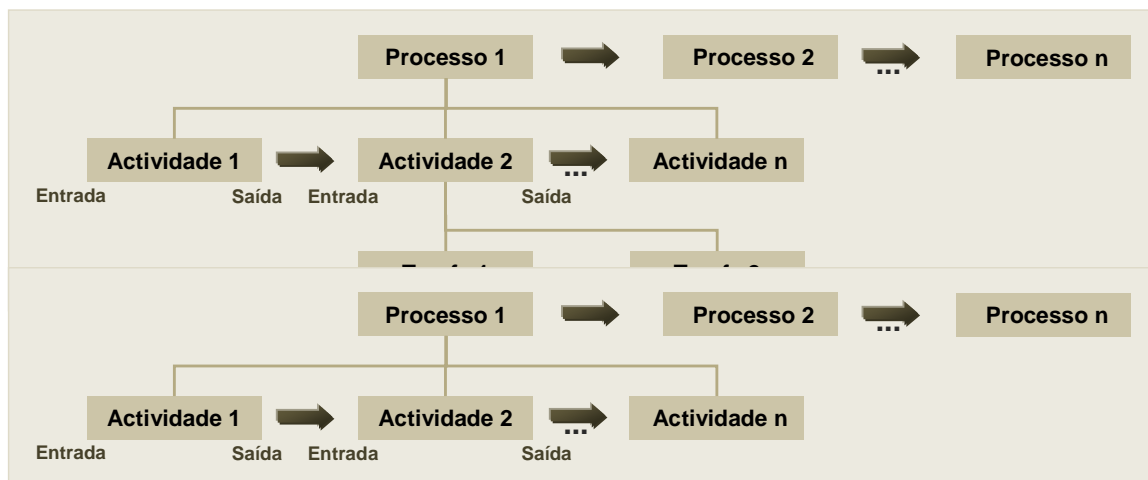 Processo 1 Processo 2 ... Processo n
Actividade 1 Actividade 2 ... Actividade n
Entrada Saída Entrada Saída
Processo 1 Processo 2 ... Processo n
Actividade 1 Actividade 2 ... Actividade n
Entrada Saída Entrada Saída